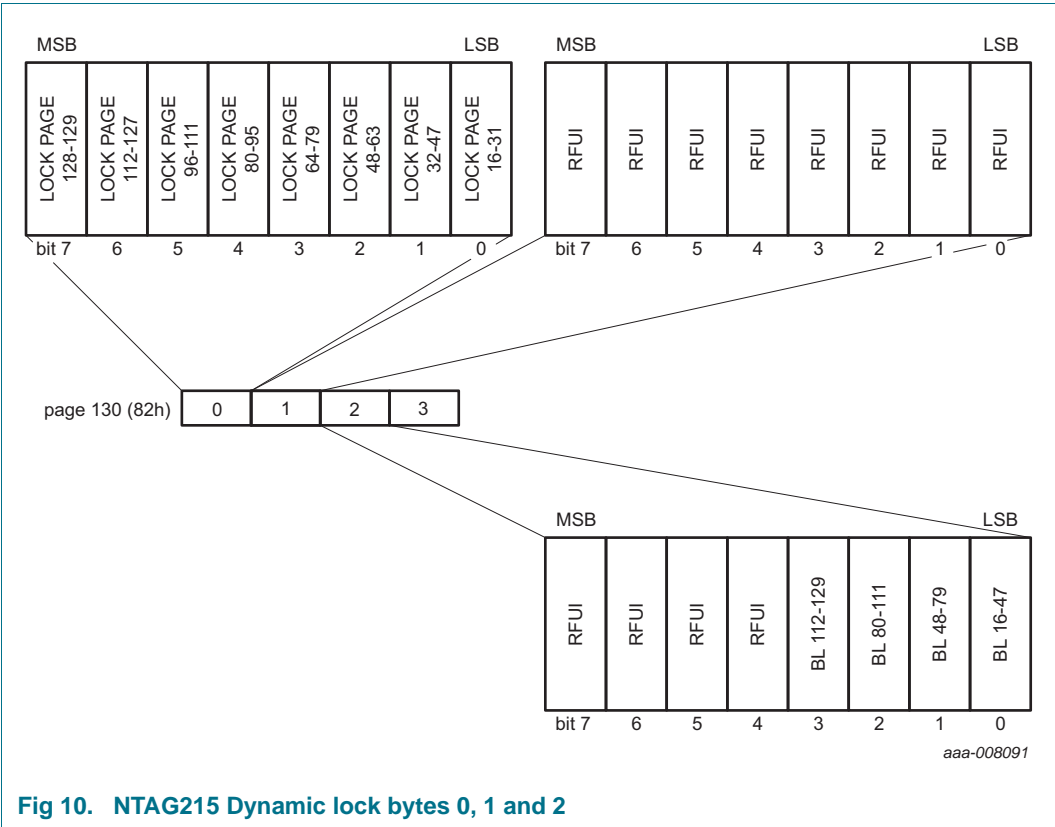 MSB LSB
LOCK PAGE
128-129
LOCK PAGE
112-127
LOCK PAGE
96-111
LOCK PAGE
80-95
LOCK PAGE
64-79
LOCK PAGE
48-63
LOCK PAGE
32-47
LOCK PAGE
16-31
bit 7 6 5 4 3 2 1 0
MSB LSB
RFUI RFUI RFUI RFUI RFUI RFUI RFUI RFUI
bit 7 6 5 4 3 2 1 0
page 130 (82h) 0 1 2 3
MSB LSB
RFUI RFUI RFUI RFUI BL 112-129 BL 80-111 BL 48-79 BL 16-47
bit 7 6 5 4 3 2 1 0
aaa-008091
Fig 10. NTAG215 Dynamic lock bytes 0, 1 and 2